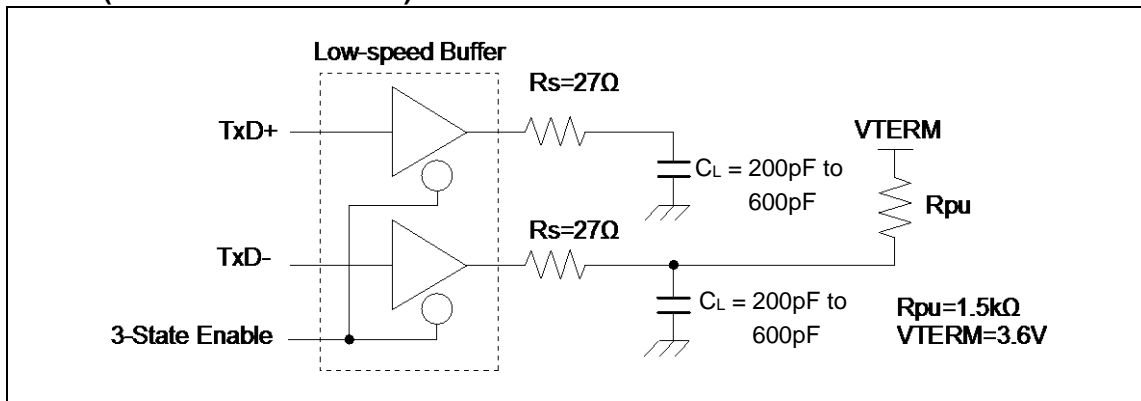 Low-speed Buffer
Rs=27Ω
TxD+
VTERM
CL = 200pF to
600pF
Rpu
TxD-
Rs=27Ω
3-State Enable
CL = 200pF to
600pF
Rpu=1.5kΩ
VTERM=3.6V